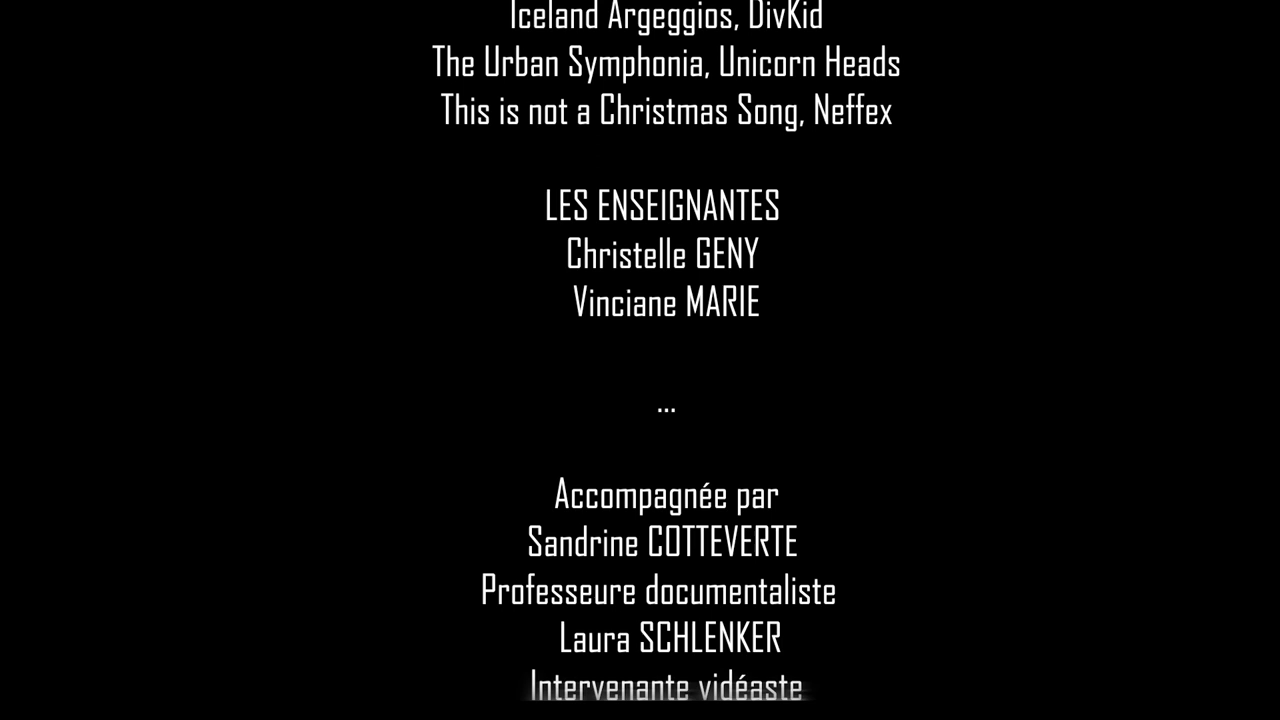 Iceland Argeggios, DivKid
The Urban Symphonia, Unicorn Heads
This is not a Christmas Song, Neffex
LES ENSEIGNANTES
Christelle GENY
Vinciane MARIE
...
Accompagnée par
Sandrine COTTEVERTE
Professeure documentaliste
Laura SCHLENKER
Intervenante vidéaste